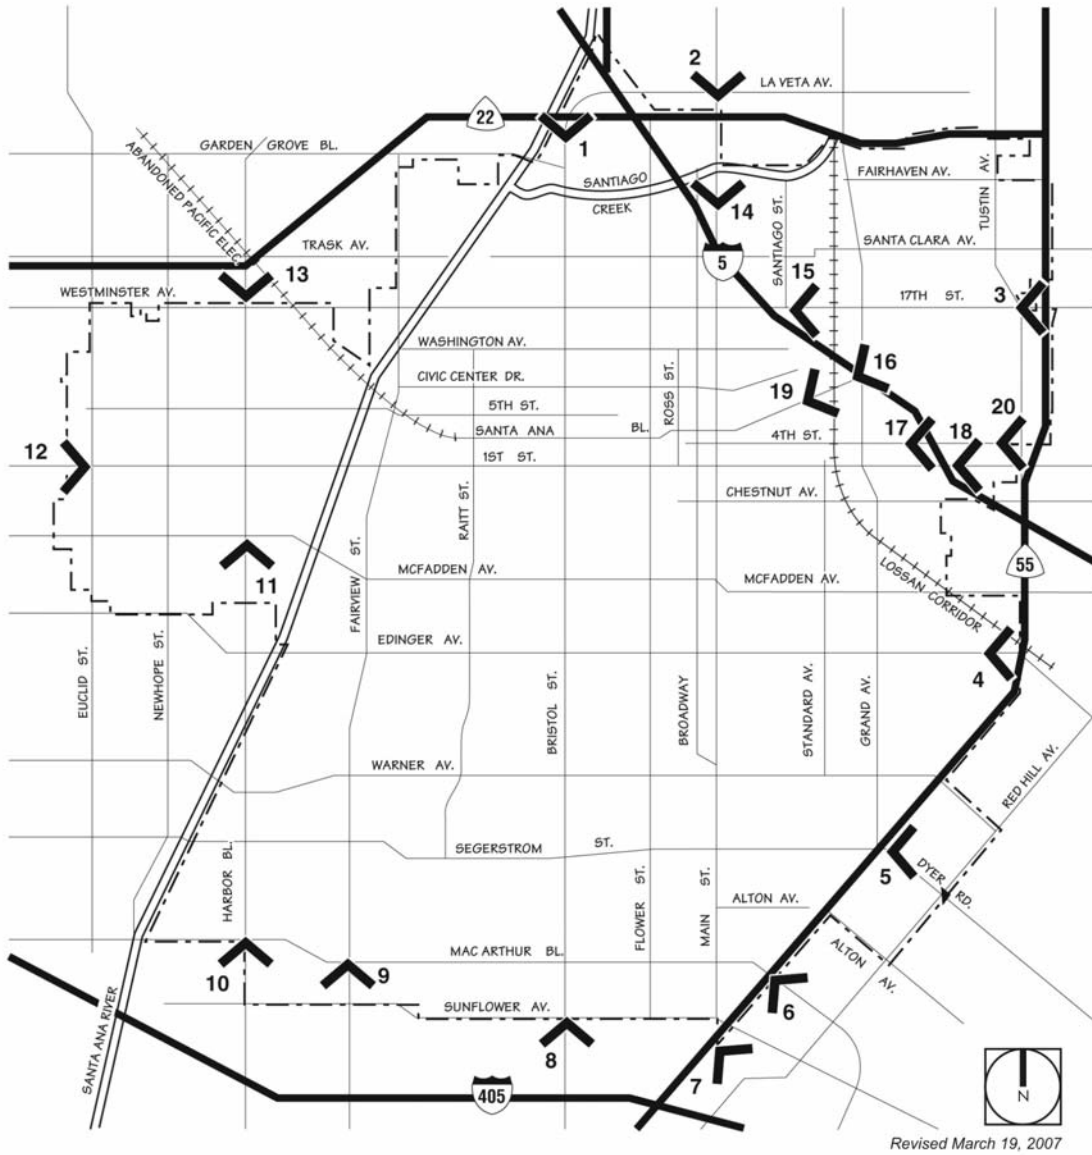 2
LA VETA AV.
22
1
GARDEN GROVE BL.
ABANDONED PACIFIC ELEC.
SANTIAGO
CREEK
FAIRHAVEN AV.
TUSTIN AV.
14
SANTIAGO ST.
TRASK AV.
SANTA CLARA AV.
5
13
15
WESTMINSTER AV.
17TH ST.
3
WASHINGTON AV.
16
CIVIC CENTER DR.
ROSS ST.
19
5TH ST.
SANTA ANA BL.
4TH ST.
17
18
20
12
1ST ST.
CHESTNUT AV.
RAITT ST.
FAIRVIEW ST.
11
MCFADDEN AV.
MCFADDEN AV.
LOSSAN CORRIDOR
55
EDINGER AV.
4
EUCLID ST.
NEWHOPE ST.
BRISTOL ST.
BROADWAY
STANDARD AV.
GRAND AV.
WARNER AV.
RED HILL AV.
SEGERSTROM ST.
5
DYER RD.
HARBOR BL.
FLOWER ST.
MAIN ST.
ALTON AV.
ALTON AV.
MAC ARTHUR BL.
10
9
SUNFLOWER AV.
6
SANTA ANA RIVER
8
7
405
N
Revised March 19, 2007